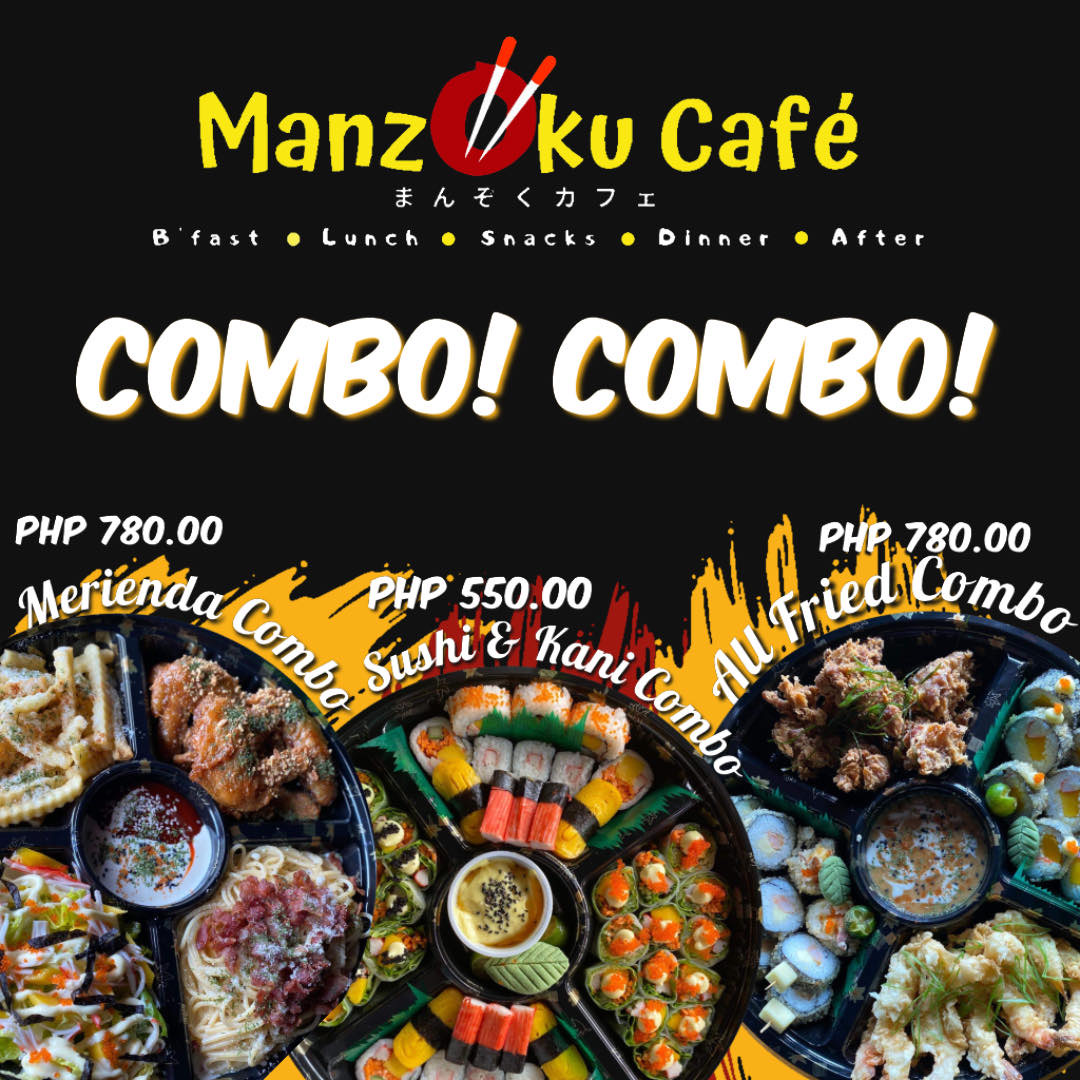 Manzoku Café
まんぞくカフェ
B'fast • Lunch • Snacks • Dinner • After
COMBO! COMBO!
PHP 780.00
Merienda Combo
PHP 550.00
Sushi & Kani Combo
PHP 780.00
All Fried Combo